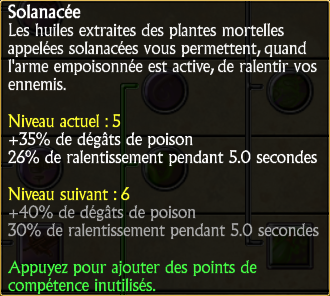 Solanacée
Les huiles extraites des plantes mortelles
appelées solanacées vous permettent, quand
l'arme empoisonnée est active, de ralentir vos
ennemis.
Niveau actuel : 5
+35% de dégâts de poison
26% de ralentissement pendant 5.0 secondes
Niveau suivant : 6
+40% de dégâts de poison
30% de ralentissement pendant 5.0 secondes
Appuyez pour ajouter des points de
compétence inutilisés.